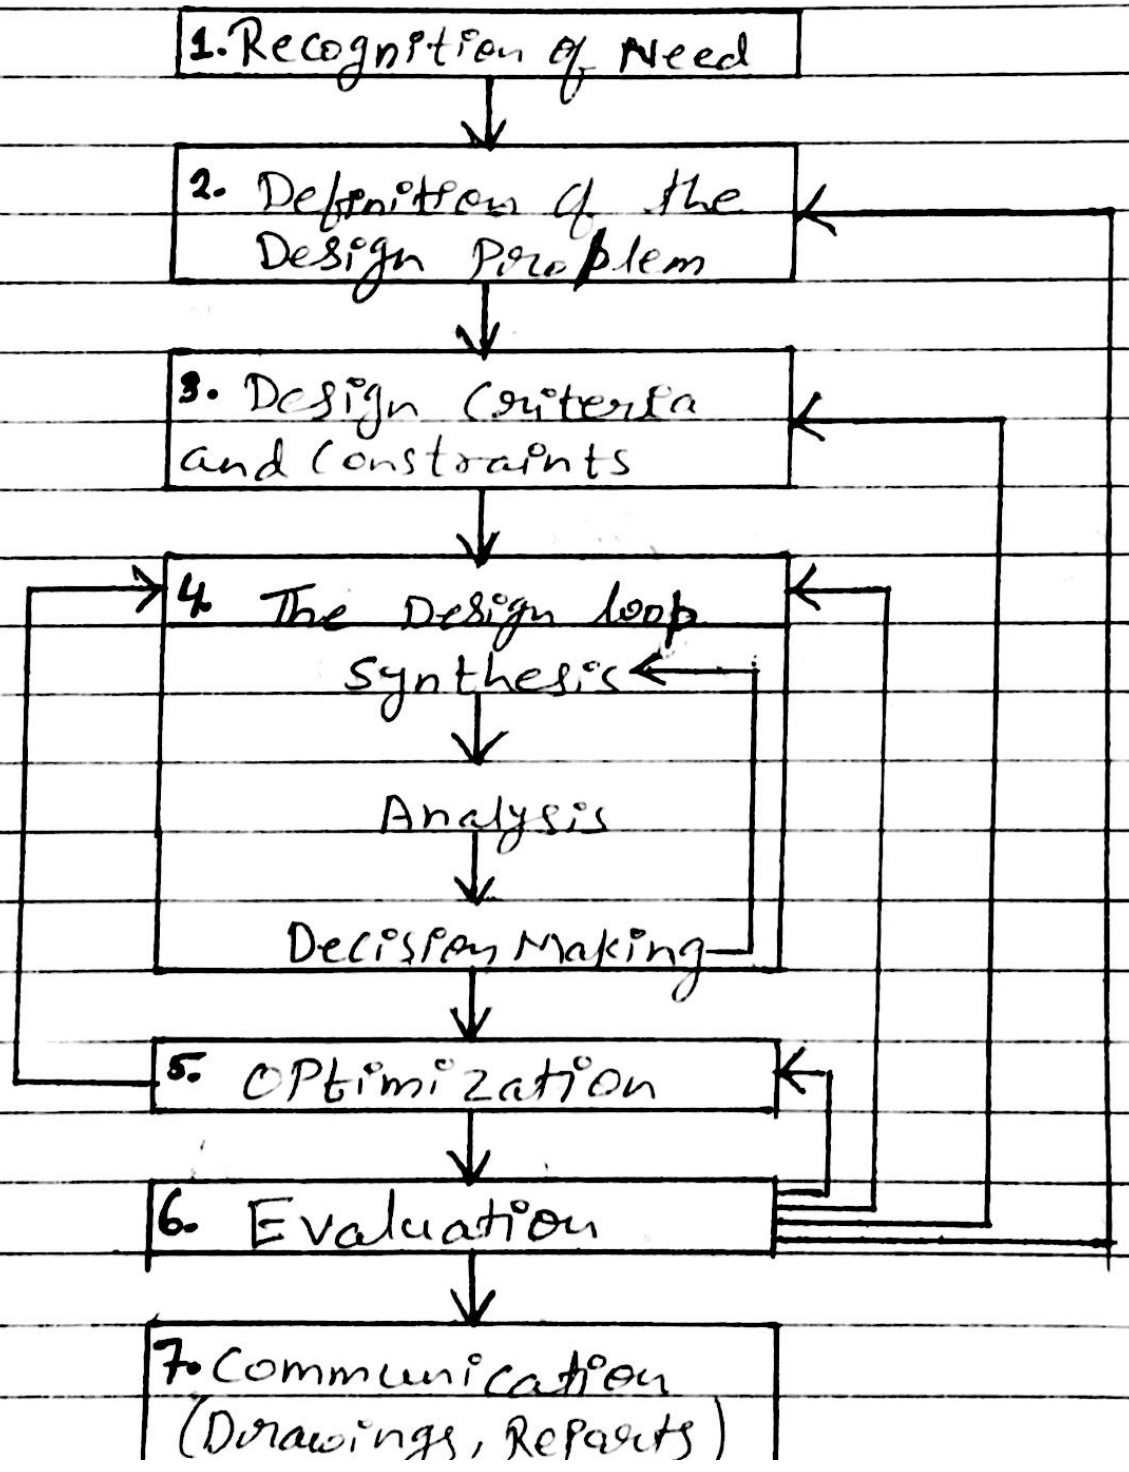 1. Recognition of Need
2. Definition of the
Design Problem
3. Design Criteria
and Constraints
4. The Design loop
Synthesis
Analysis
Decision Making
5. Optimization
6. Evaluation
7. Communication
(Drawings, Reports)